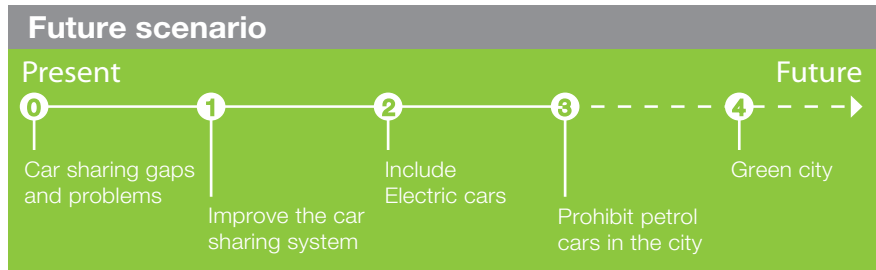 Future scenario
Present
Future
0
1
2
3
4
Car sharing gaps
and problems
Improve the car
sharing system
Include
Electric cars
Prohibit petrol
cars in the city
Green city